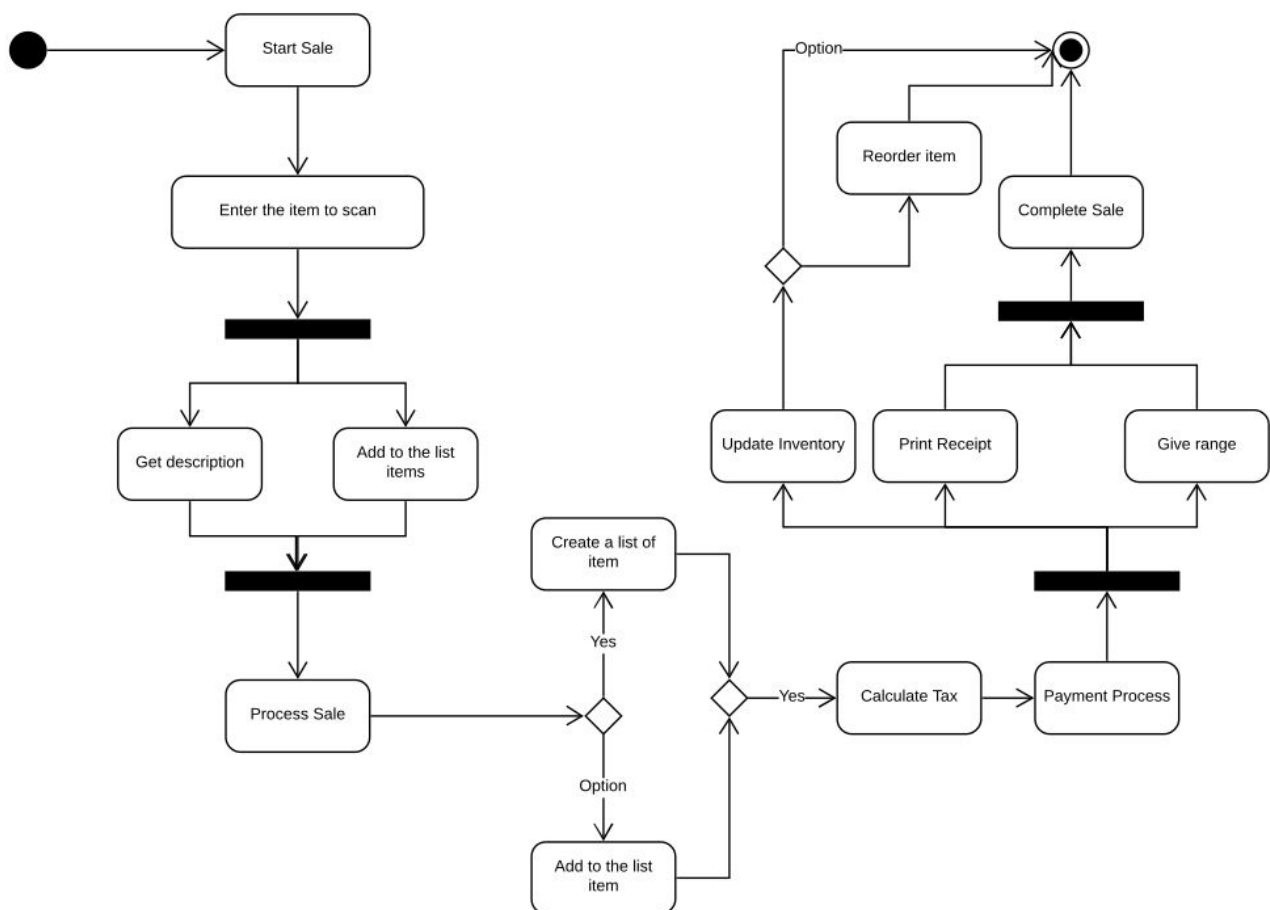 Start Sale
Option
Reorder item
Enter the item to scan
Complete Sale
Get description
Add to the list
items
Update Inventory
Print Receipt
Give range
Create a list of
item
Yes
Process Sale
Yes
Calculate Tax
Payment Process
Option
Add to the list
item